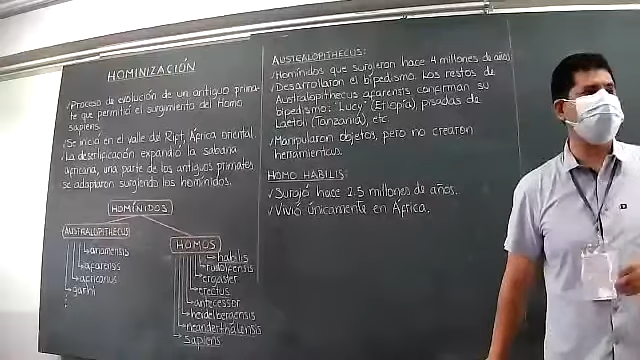 HOMINIZACIÓN
✓Proceso de evolución de un antiguo prima-
te que permitió el surgimiento del Homo
sapiens.
✓Se inició en el valle del Rift, África oriental.
✓La desertificación expandió la sabana
africana, una parte de los antiguos primates
se adaptaron surgiendo los homínidos.
HOMÍNIDOS
AUSTRALOPITHECUS
→anamensis
→afarensis
→africanus
→garhi
HOMOS
→habilis
→rudolfensis
→ergaster
→erectus
→antecessor
→heidelbergensis
→neanderthalensis
→sapiens
AUSTRALOPITHECUS:
✓Homínidos que surgieron hace 4 millones de años
✓Desarrollaron el bipedismo. Los restos de
Australopithecus afarensis confirman su
bipedismo: "Lucy" (Etiopía), pisadas de
Laetoli (Tanzania), etc
✓Manipularon objetos, pero no crearon
herramientas.
HOMO HABILIS:
✓Surgió hace 2.5 millones de años.
✓Vivió únicamente en África.